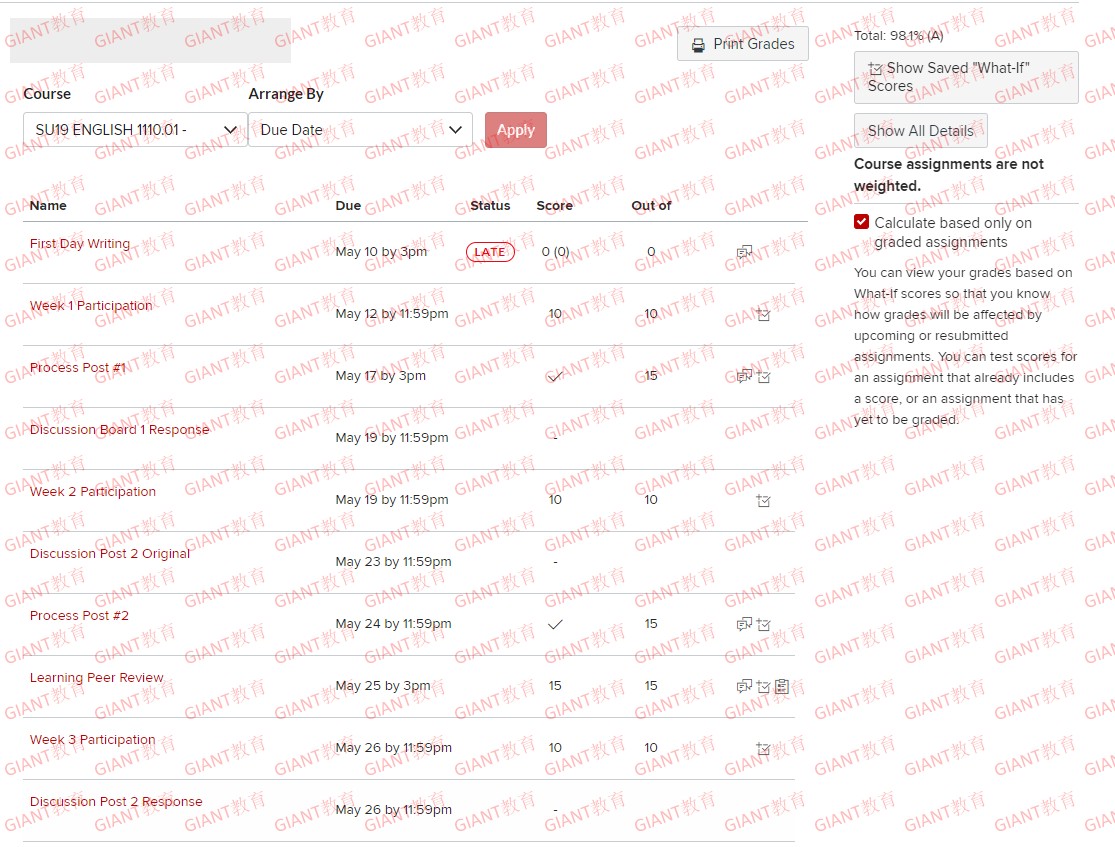 Print Grades
Course
Arrange By
SU19 ENGLISH 1110.01 -
Due Date
Apply
Name Due Status Score Out of
First Day Writing May 10 by 3pm LATE 0 (0) 0
Week 1 Participation May 12 by 11:59pm 10 10
Process Post #1 May 17 by 3pm ✓ 15
Discussion Board 1 Response May 19 by 11:59pm -
Week 2 Participation May 19 by 11:59pm 10 10
Discussion Post 2 Original May 23 by 11:59pm -
Process Post #2 May 24 by 11:59pm ✓ 15
Learning Peer Review May 25 by 3pm 15 15
Week 3 Participation May 26 by 11:59pm 10 10
Discussion Post 2 Response May 26 by 11:59pm -
Total: 98.1% (A)
Show Saved "What-If"
Scores
Show All Details
Course assignments are not
weighted.
Calculate based only on
graded assignments
You can view your grades based on
What-If scores so that you know
how grades will be affected by
upcoming or resubmitted
assignments. You can test scores for
an assignment that already includes
a score, or an assignment that has
yet to be graded.
GIANT教育